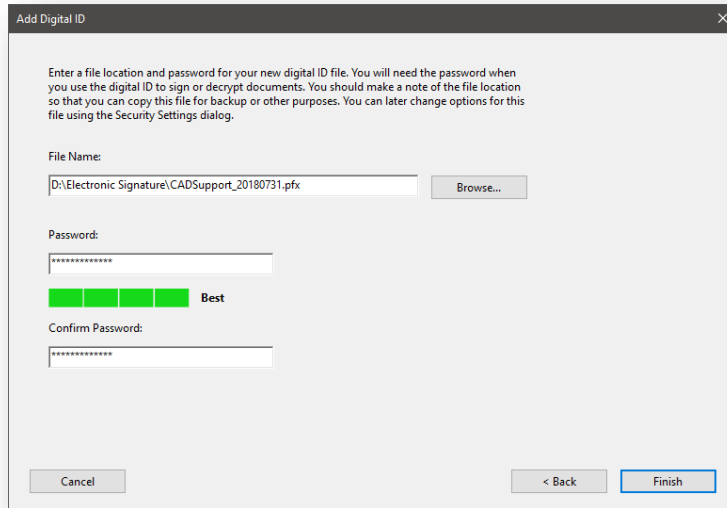 Add Digital ID
Enter a file location and password for your new digital ID file. You will need the password when
you use the digital ID to sign or decrypt documents. You should make a note of the file location
so that you can copy this file for backup or other purposes. You can later change options for this
file using the Security Settings dialog.
File Name:
D:\Electronic Signature\CADSupport_20180731.pfx
Browse...
Password:
*************
Best
Confirm Password:
*************
Cancel
< Back
Finish